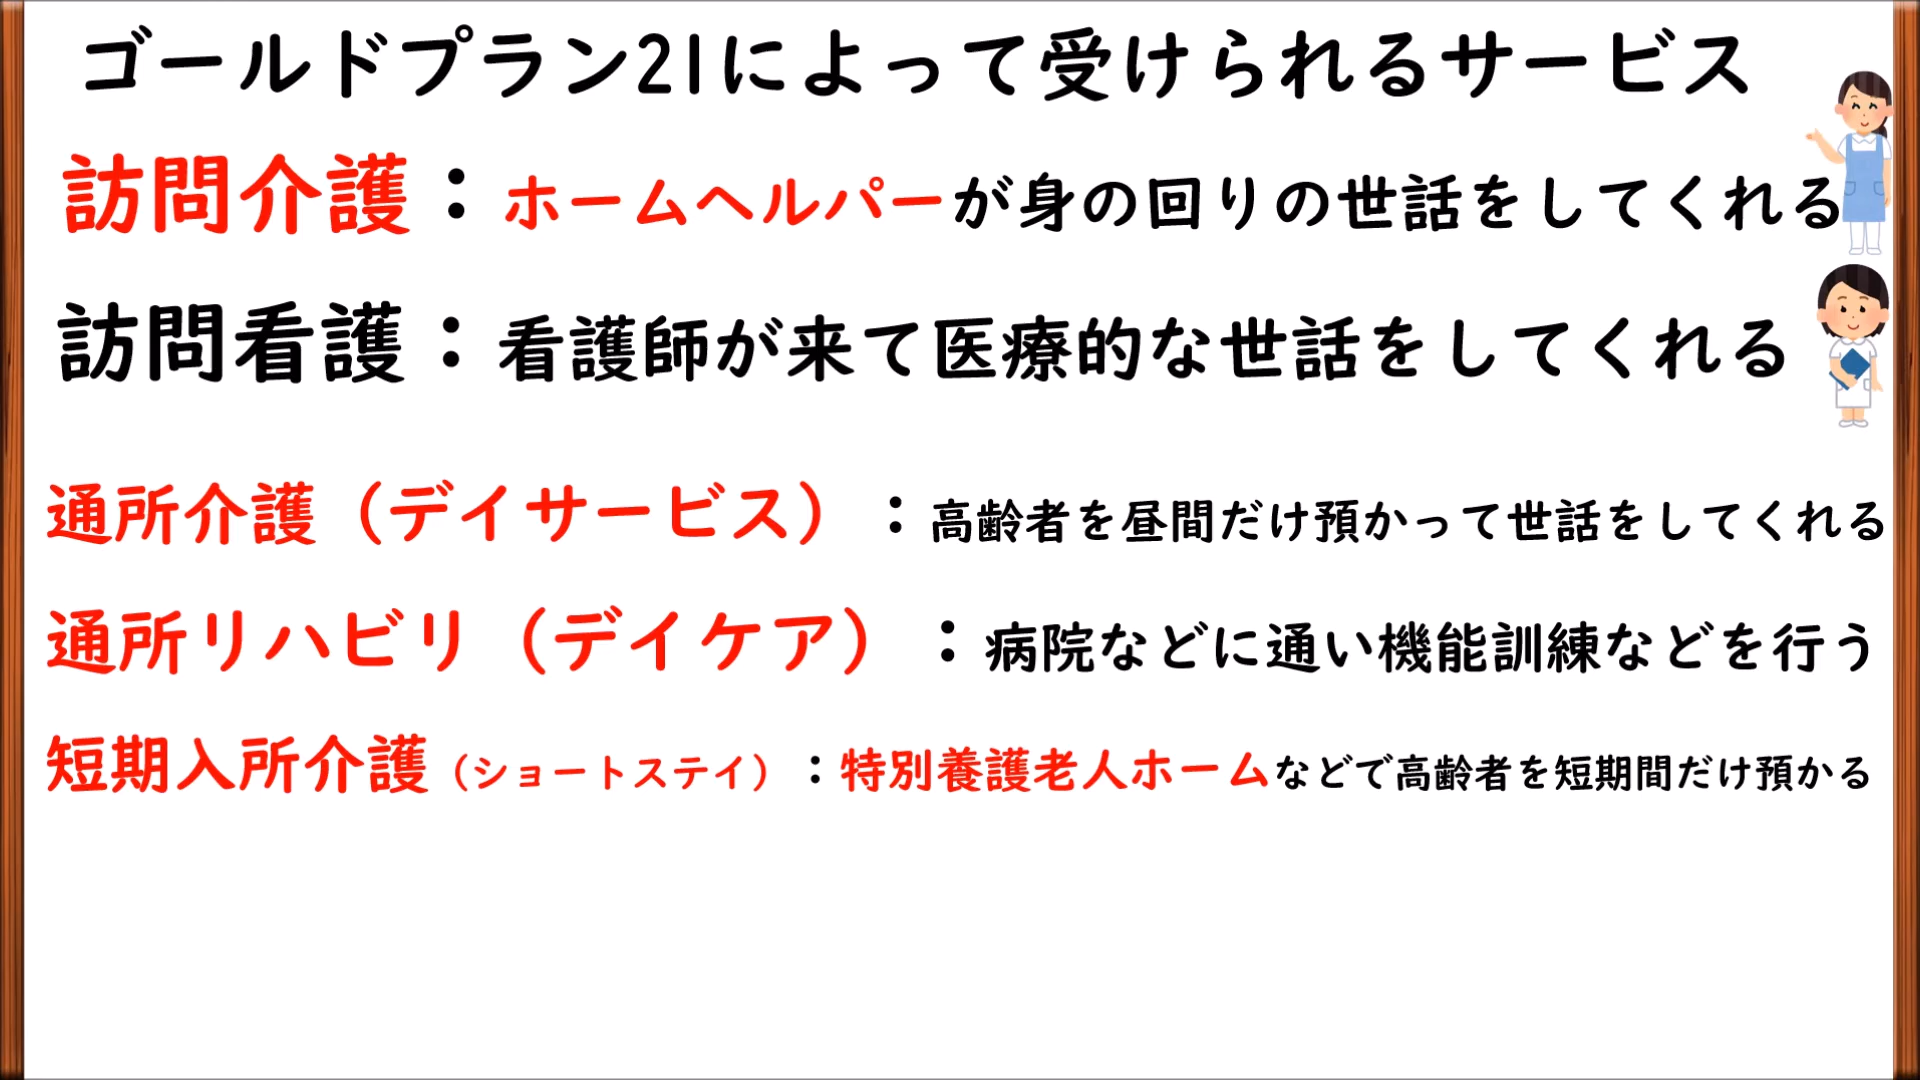 ゴールドプラン21によって受けられるサービス
訪問介護：ホームヘルパーが身の回りの世話をしてくれる
訪問看護：看護師が来て医療的な世話をしてくれる
通所介護（デイサービス）：高齢者を昼間だけ預かって世話をしてくれる
通所リハビリ（デイケア）：病院などに通い機能訓練などを行う
短期入所介護（ショートステイ）：特別養護老人ホームなどで高齢者を短期間だけ預かる